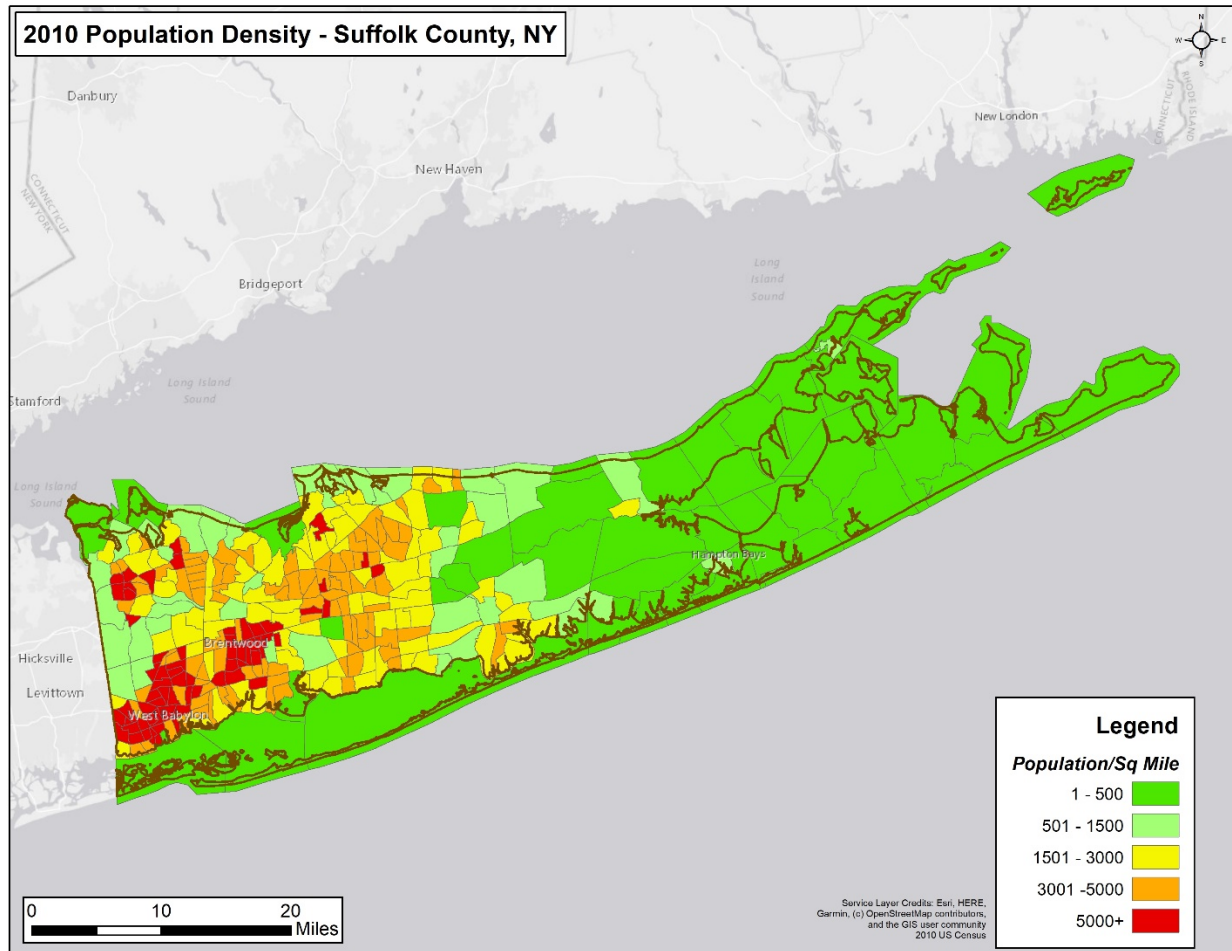 2010 Population Density - Suffolk County, NY
N
W
E
S
Danbury
New London
CONNECTICUT
RHODE ISLAND
New Haven
CONNECTICUT
NEW YORK
Long
Island
Sound
Bridgeport
Long Island
Sound
Stamford
Long Island
Sound
Hampton Bays
Brentwood
Hicksville
Levittown
West Babylon
Legend
Population/Sq Mile
1 - 500
501 - 1500
1501 - 3000
3001 -5000
5000+
0
10
20
Miles
Service Layer Credits: Esri, HERE,
Garmin, (c) OpenStreetMap contributors,
and the GIS user community
2010 US Census